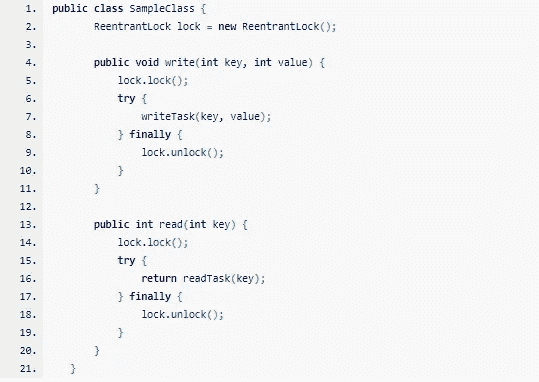 1. public class SampleClass {
2. ReentrantLock lock = new ReentrantLock();
3.
4. public void write(int key, int value) {
5. lock.lock();
6. try {
7. writeTask(key, value);
8. } finally {
9. lock.unlock();
10. }
11. }
12.
13. public int read(int key) {
14. lock.lock();
15. try {
16. return readTask(key);
17. } finally {
18. lock.unlock();
19. }
20. }
21. }